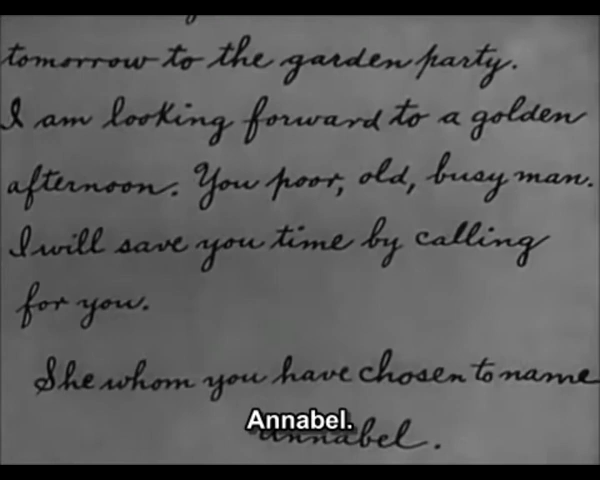 tomorrow to the garden party.
I am looking forward to a golden
afternoon. You poor, old, busy man.
I will save you time by calling
for you.
She whom you have chosen to name
Annabel.
Annabel.